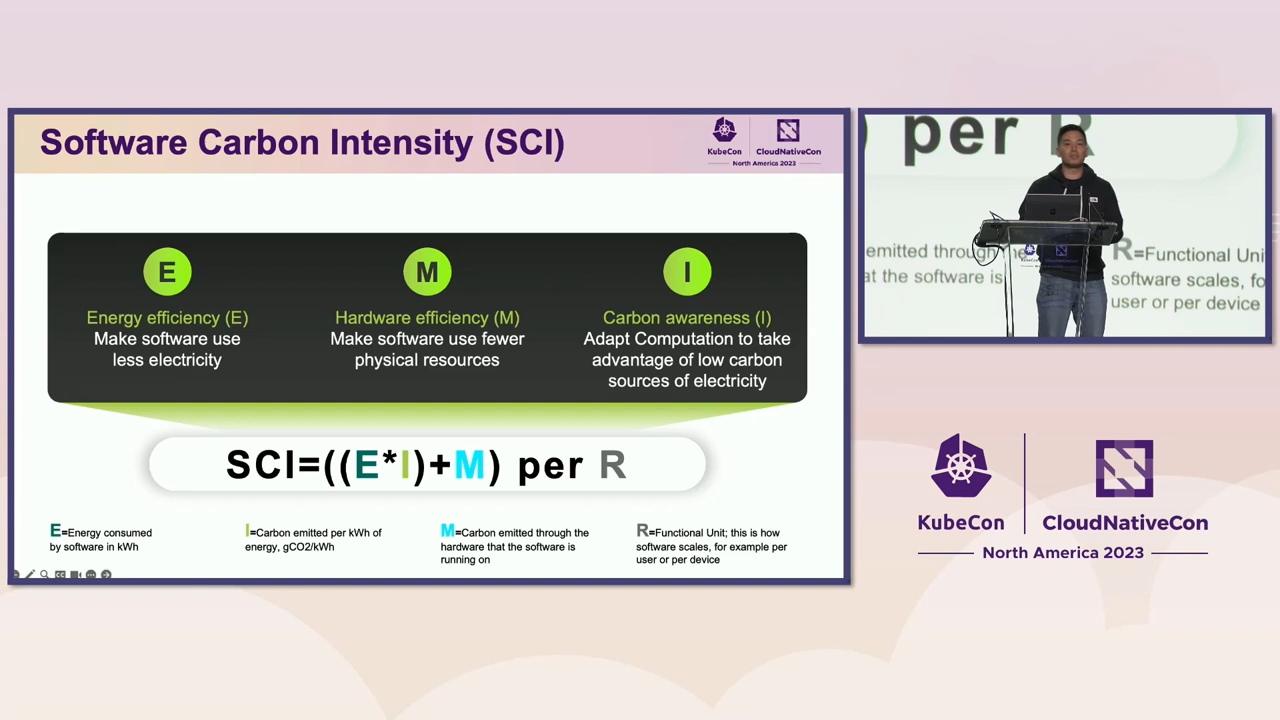 Software Carbon Intensity (SCI)
KubeCon
CloudNativeCon
North America 2023
E
M
I
Energy efficiency (E)
Make software use
less electricity
Hardware efficiency (M)
Make software use fewer
physical resources
Carbon awareness (I)
Adapt Computation to take
advantage of low carbon
sources of electricity
SCI=((E*I)+M) per R
E=Energy consumed
by software in kWh
I=Carbon emitted per kWh of
energy, gCO2/kWh
M=Carbon emitted through the
hardware that the software is
running on
R=Functional Unit; this is how
software scales, for example per
user or per device
) per R
emitted through the
at the software is
R=Functional Uni
software scales, fo
user or per device
KubeCon
CloudNativeCon
KubeCon
CloudNativeCon
North America 2023